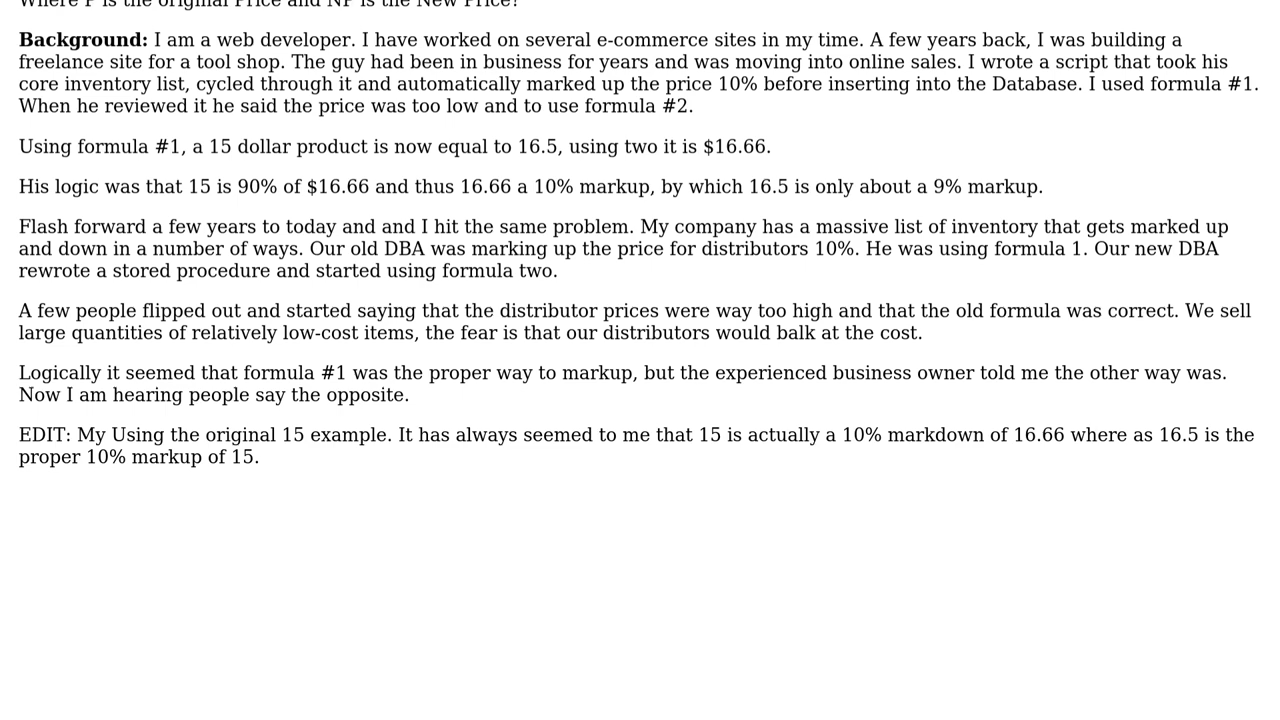 Where P is the original Price and NP is the New Price?
Background: I am a web developer. I have worked on several e-commerce sites in my time. A few years back, I was building a
freelance site for a tool shop. The guy had been in business for years and was moving into online sales. I wrote a script that took his
core inventory list, cycled through it and automatically marked up the price 10% before inserting into the Database. I used formula #1.
When he reviewed it he said the price was too low and to use formula #2.
Using formula #1, a 15 dollar product is now equal to 16.5, using two it is $16.66.
His logic was that 15 is 90% of $16.66 and thus 16.66 a 10% markup, by which 16.5 is only about a 9% markup.
Flash forward a few years to today and and I hit the same problem. My company has a massive list of inventory that gets marked up
and down in a number of ways. Our old DBA was marking up the price for distributors 10%. He was using formula 1. Our new DBA
rewrote a stored procedure and started using formula two.
A few people flipped out and started saying that the distributor prices were way too high and that the old formula was correct. We sell
large quantities of relatively low-cost items, the fear is that our distributors would balk at the cost.
Logically it seemed that formula #1 was the proper way to markup, but the experienced business owner told me the other way was.
Now I am hearing people say the opposite.
EDIT: My Using the original 15 example. It has always seemed to me that 15 is actually a 10% markdown of 16.66 where as 16.5 is the
proper 10% markup of 15.